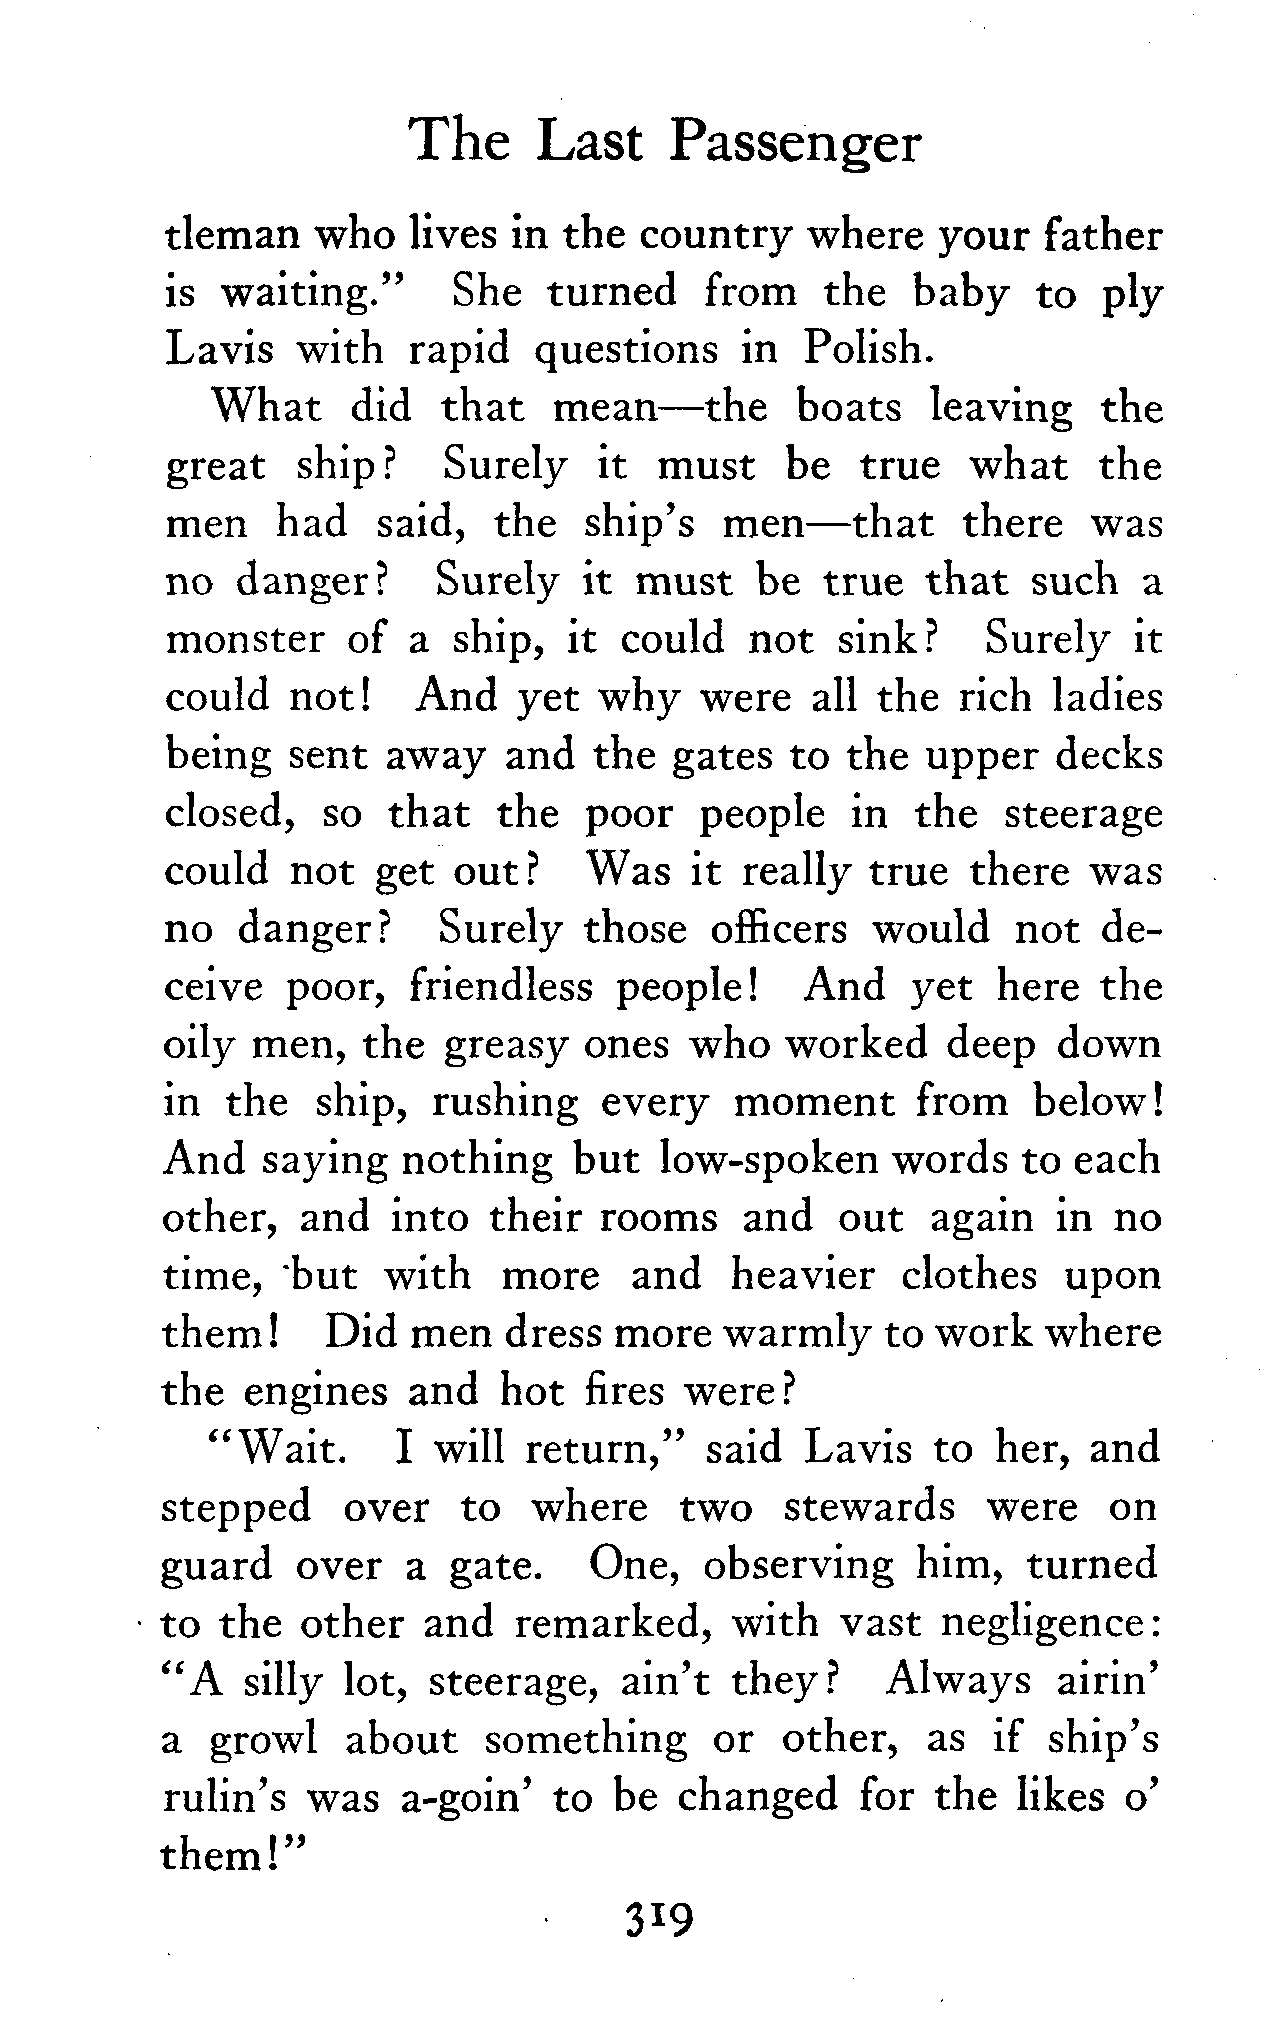 The Last Passenger
tleman who lives in the country where your father
is waiting." She turned from the baby to ply
Lavis with rapid questions in Polish.
What did that mean—the boats leaving the
great ship? Surely it must be true what the
men had said, the ship's men—that there was
no danger? Surely it must be true that such a
monster of a ship, it could not sink? Surely it
could not! And yet why were all the rich ladies
being sent away and the gates to the upper decks
closed, so that the poor people in the steerage
could not get out? Was it really true there was
no danger? Surely those officers would not de-
ceive poor, friendless people! And yet here the
oily men, the greasy ones who worked deep down
in the ship, rushing every moment from below!
And saying nothing but low-spoken words to each
other, and into their rooms and out again in no
time, but with more and heavier clothes upon
them! Did men dress more warmly to work where
the engines and hot fires were?
"Wait. I will return," said Lavis to her, and
stepped over to where two stewards were on
guard over a gate. One, observing him, turned
to the other and remarked, with vast negligence:
"A silly lot, steerage, ain't they? Always airin'
a growl about something or other, as if ship's
rulin's was a-goin' to be changed for the likes o'
them!"
319